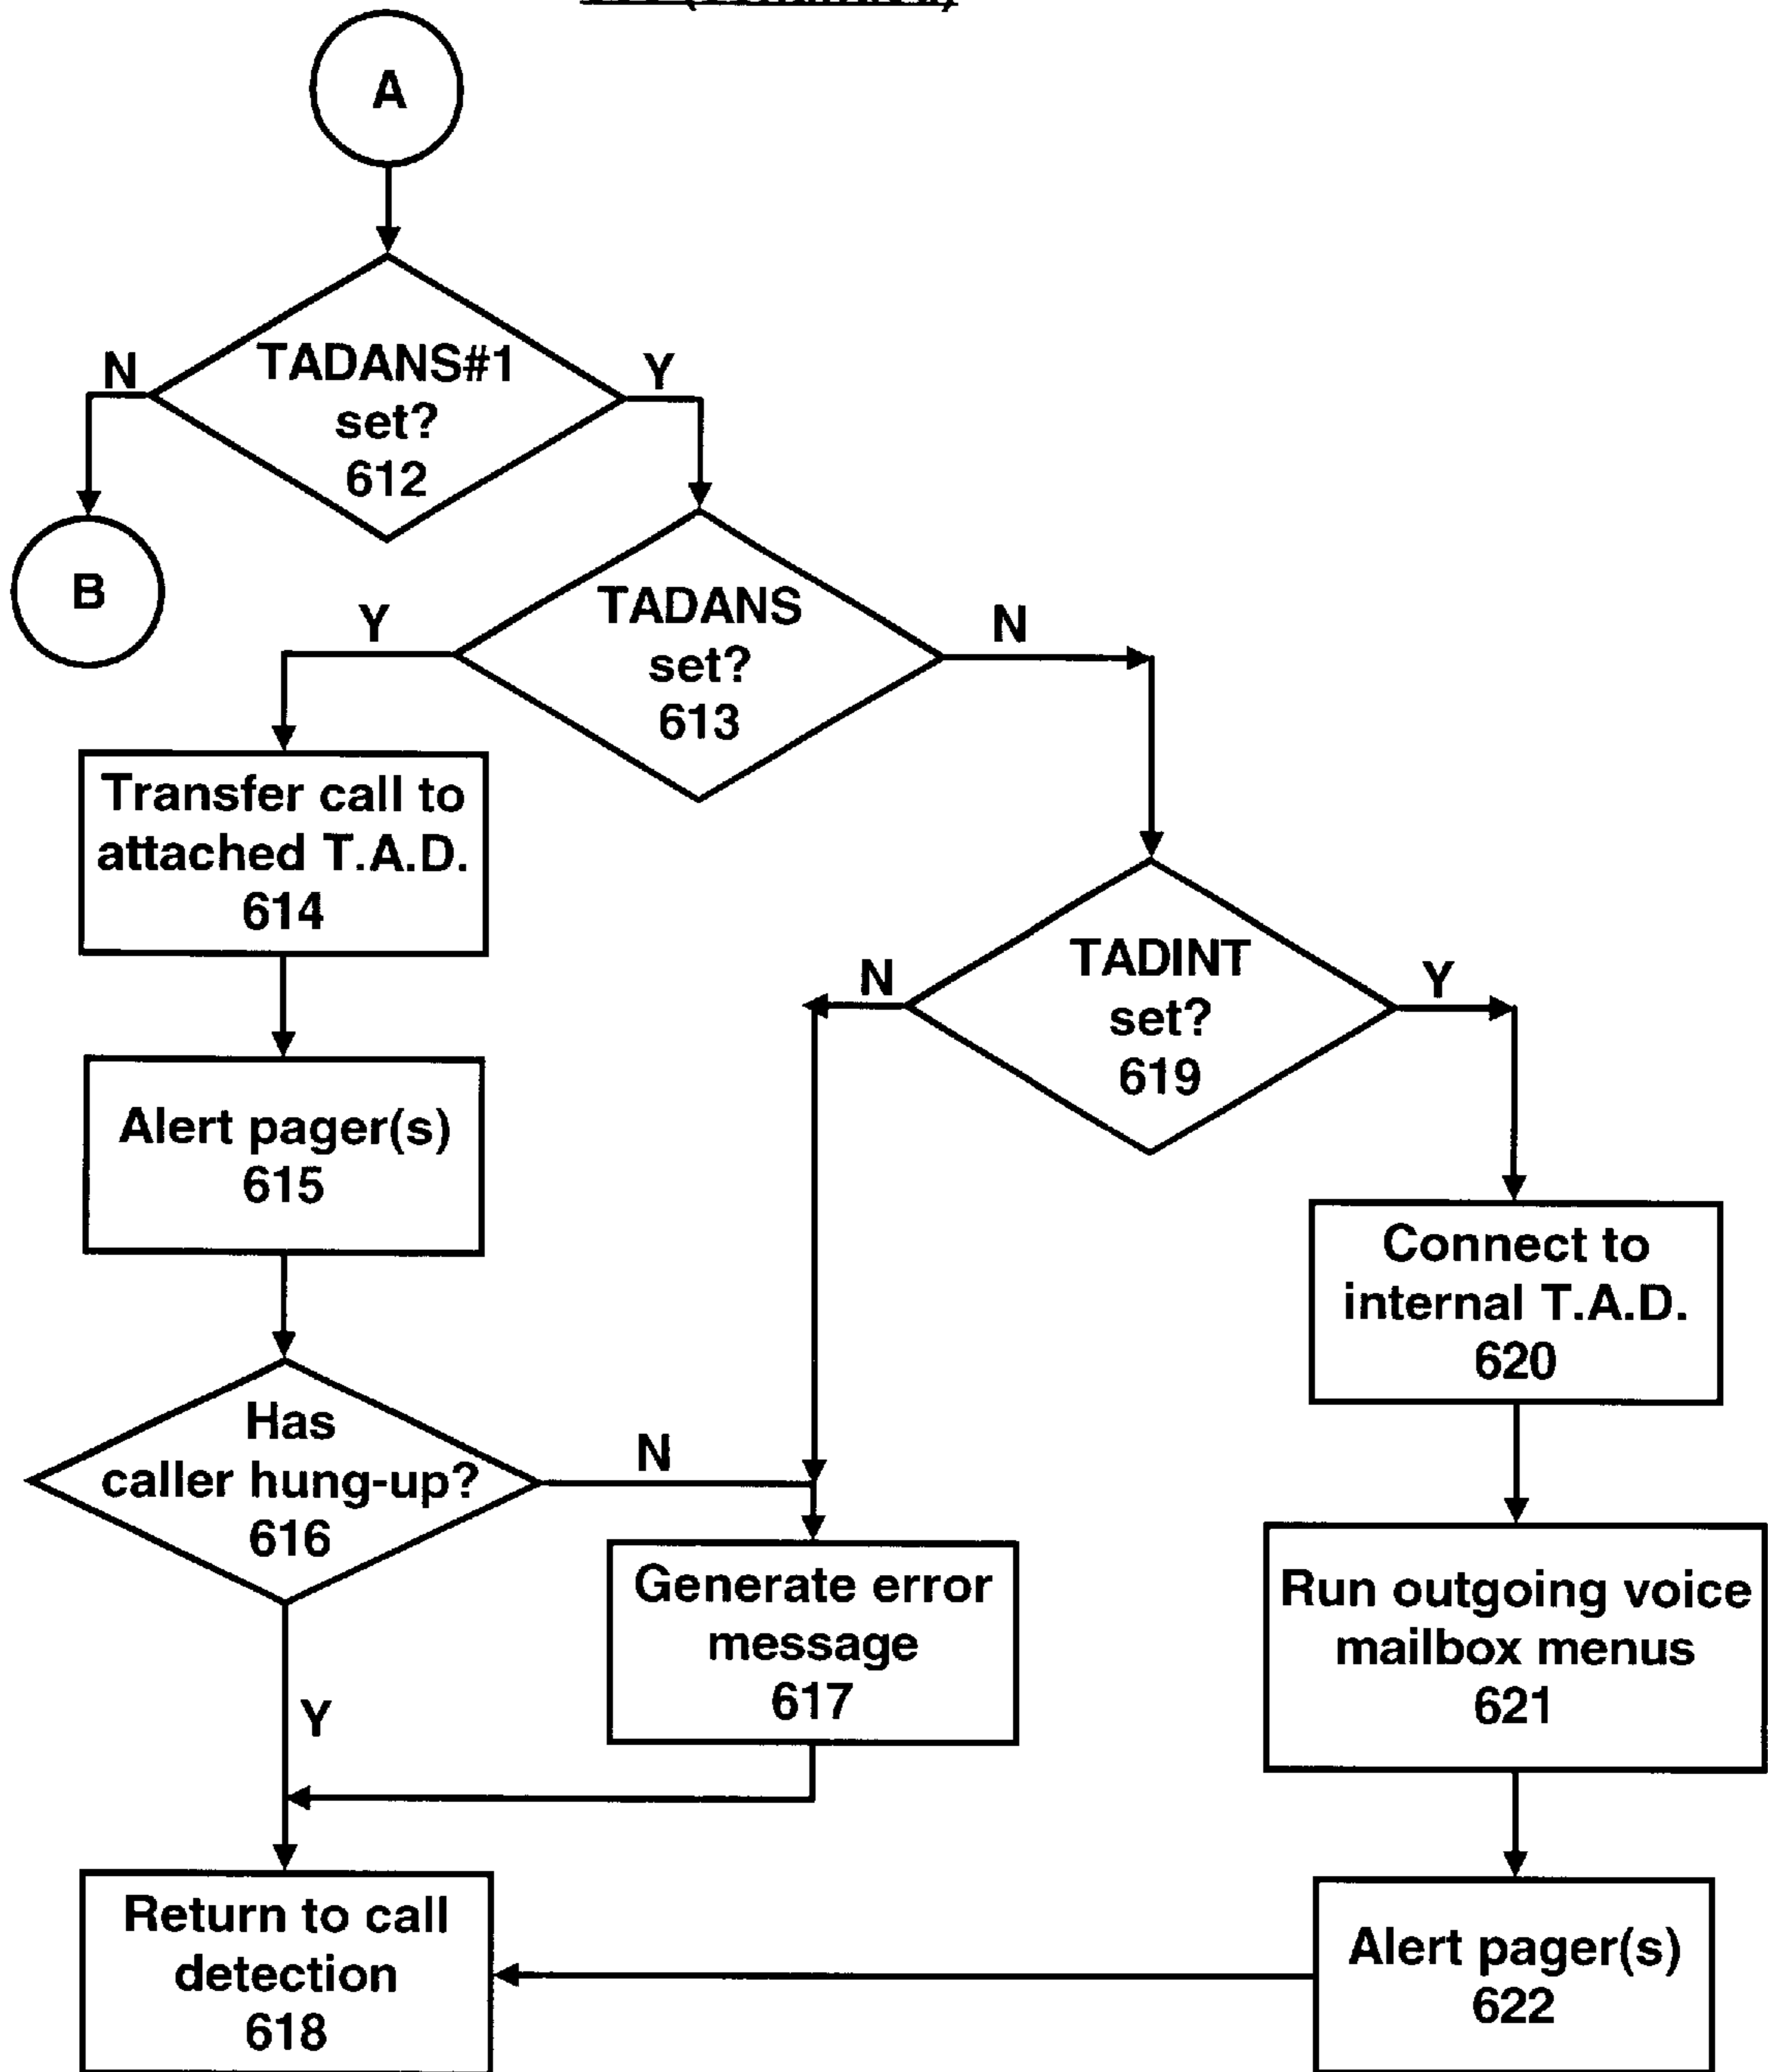 A
TADANS#1
set?
612
N
Y
B
TADANS
set?
613
Y
N
Transfer call to
attached T.A.D.
614
TADINT
set?
619
N
Y
Alert pager(s)
615
Connect to
internal T.A.D.
620
Has
caller hung-up?
616
N
Y
Generate error
message
617
Run outgoing voice
mailbox menus
621
Return to call
detection
618
Alert pager(s)
622